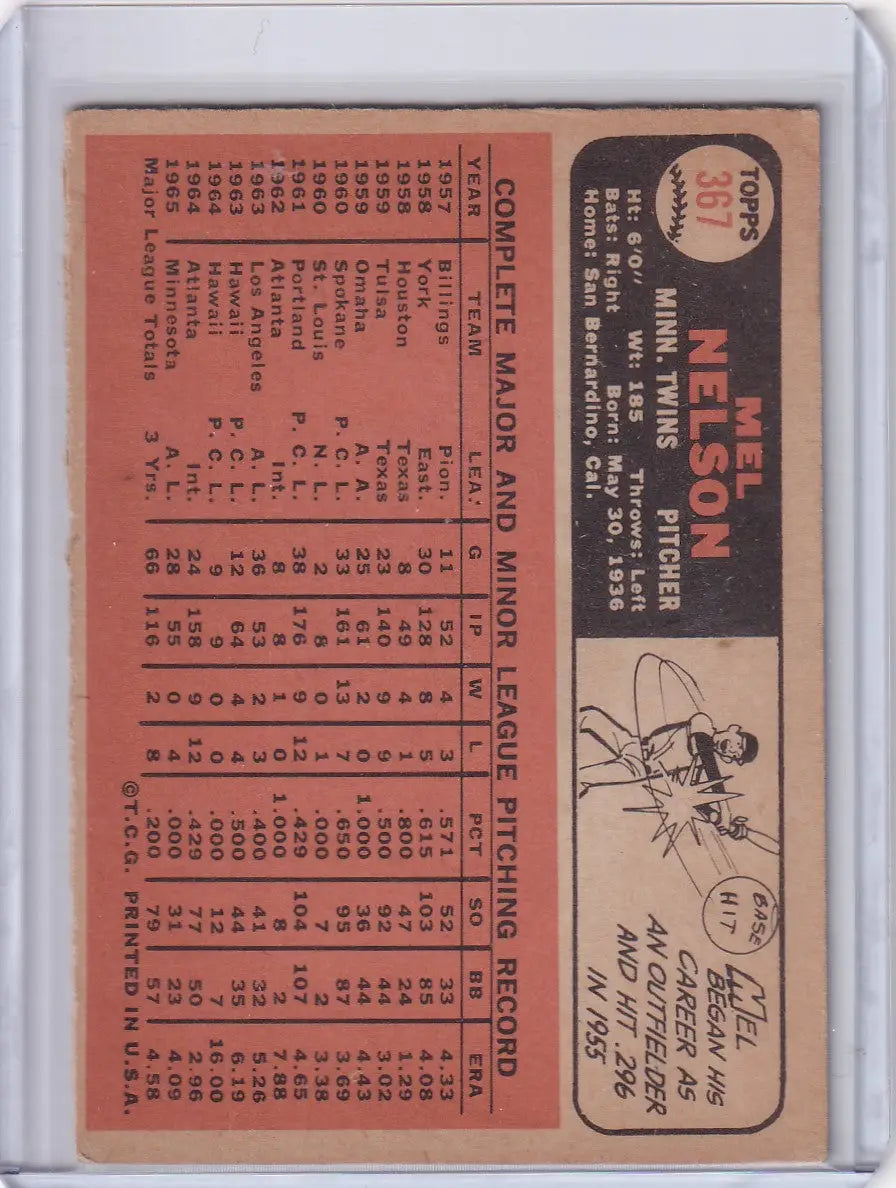 TOPPS
367
MEL
NELSON
MINN. TWINS PITCHER
Ht: 6'0" Wt: 185 Throws: Left
Bats: Right Born: May 30, 1936
Home: San Bernardino, Cal.
BASE
HIT
MEL
BEGAN HIS
CAREER AS
AN OUTFIELDER
AND HIT .296
IN 1955
COMPLETE MAJOR AND MINOR LEAGUE PITCHING RECORD
YEAR TEAM LEA. G IP W L PCT SO BB ERA
1957 Billings Pion. 11 52 4 3 .571 52 33 4.33
1958 York East. 30 128 8 5 .615 103 85 4.08
1958 Houston Texas 8 49 4 1 .800 47 24 1.29
1959 Tulsa Texas 23 140 9 9 .500 92 44 3.02
1959 Omaha A. A. 25 61 2 0 1.000 36 44 4.43
1960 Spokane P. C. L. 33 161 13 7 .650 95 87 3.69
1960 St. Louis N. L. 2 8 0 1 .000 7 2 3.38
1961 Portland P. C. L. 38 176 9 12 .429 104 107 4.65
1962 Atlanta Int. 8 8 1 0 1.000 8 2 7.88
1963 Los Angeles A. L. 36 53 2 3 .400 41 32 5.26
1963 Hawaii P. C. L. 12 64 4 4 .500 44 35 6.19
1964 Hawaii P. C. L. 9 9 0 0 .000 12 7 16.00
1964 Atlanta Int. 24 158 9 12 .429 77 50 2.96
1965 Minnesota A. L. 28 55 0 4 .000 31 23 4.09
Major League Totals 3 Yrs. 66 116 2 8 .200 79 57 4.58
©T.C.G. PRINTED IN U.S.A.